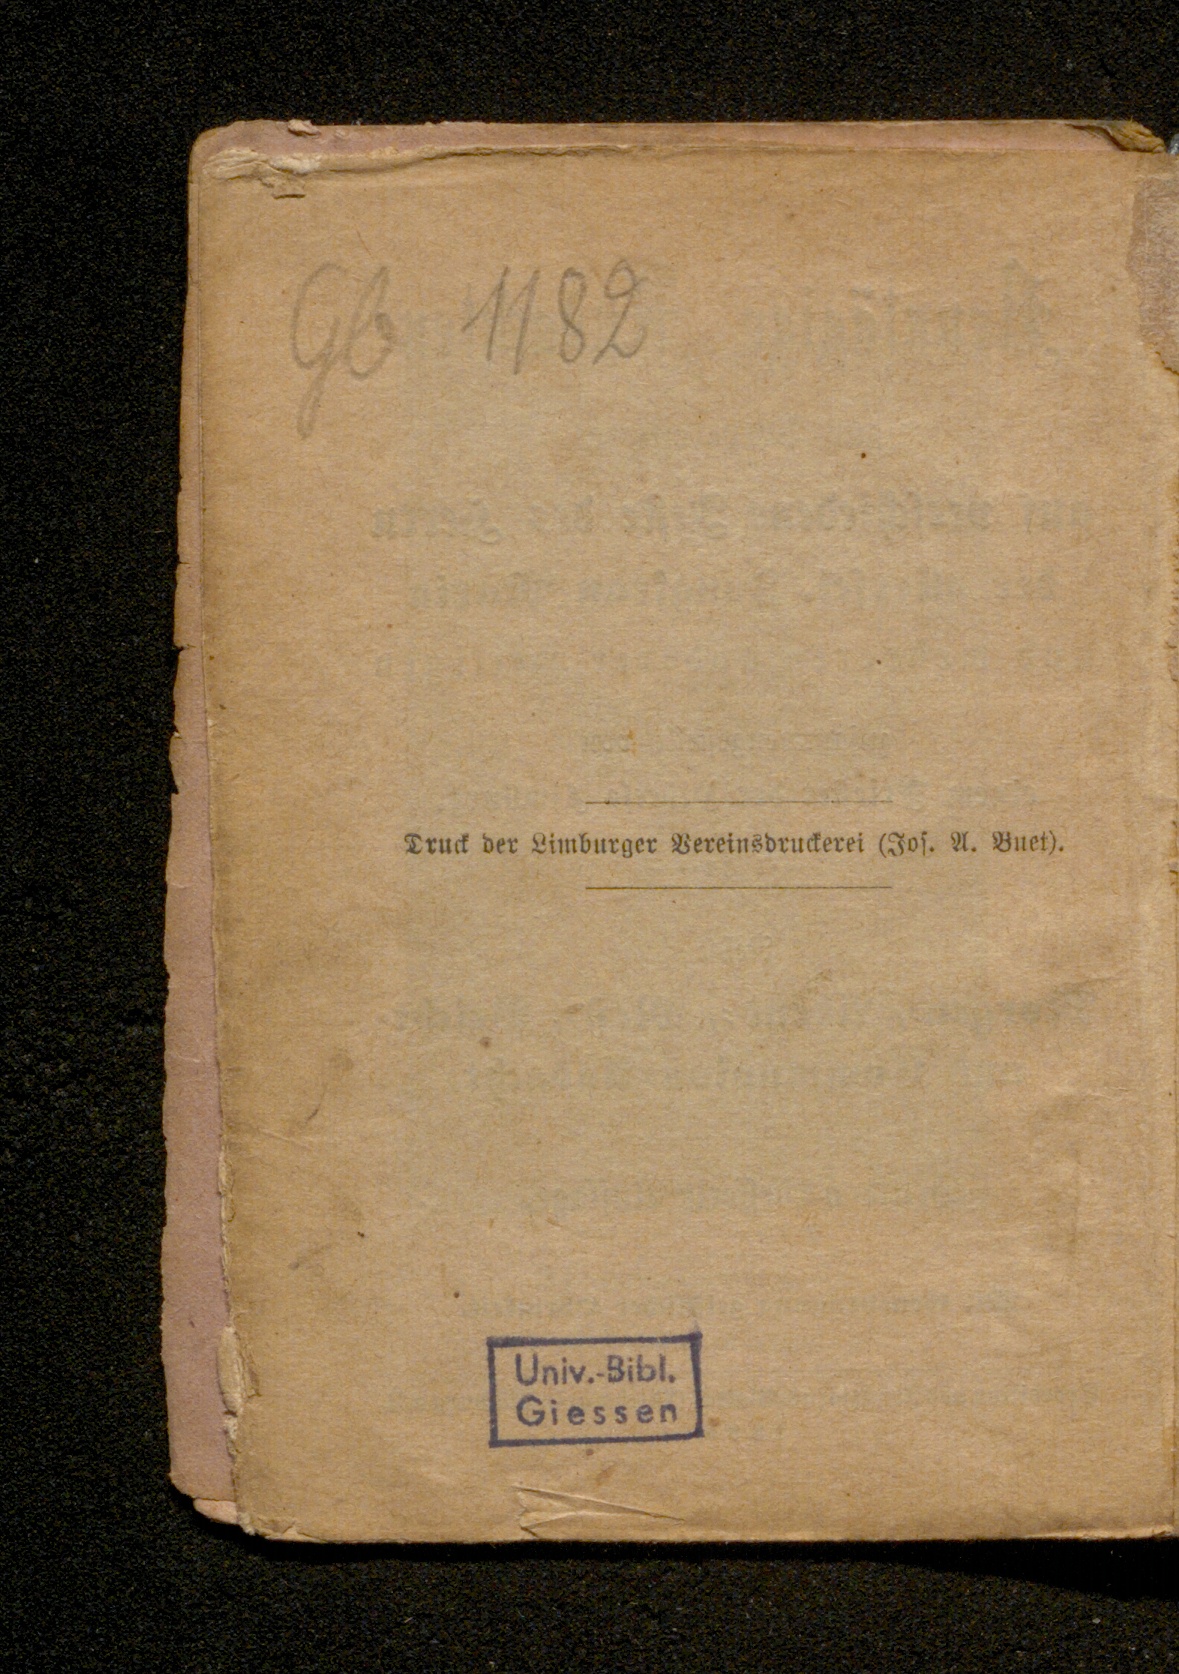 Gb 1182
Druck der Limburger Vereinsdruckerei (Jos. A. Buet).
Univ.-Bibl.
Giessen